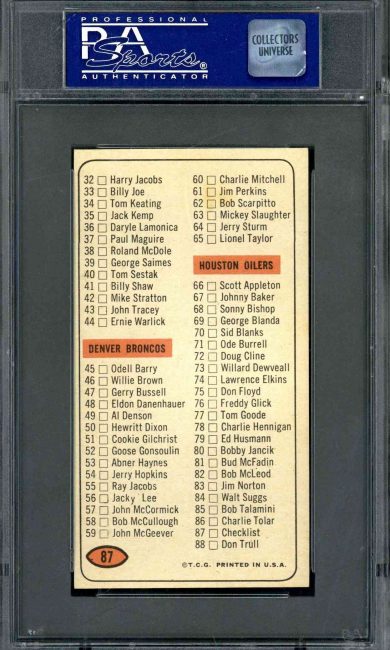 PROFESSIONAL
PSA
Sports®
AUTHENTICATOR
COLLECTORS
UNIVERSE
32 Harry Jacobs
33 Billy Joe
34 Tom Keating
35 Jack Kemp
36 Daryle Lamonica
37 Paul Maguire
38 Roland McDole
39 George Saimes
40 Tom Sestak
41 Billy Shaw
42 Mike Stratton
43 John Tracey
44 Ernie Warlick
DENVER BRONCOS
45 Odell Barry
46 Willie Brown
47 Gerry Bussell
48 Eldon Danenhauer
49 Al Denson
50 Hewritt Dixon
51 Cookie Gilchrist
52 Goose Gonsoulin
53 Abner Haynes
54 Jerry Hopkins
55 Ray Jacobs
56 Jacky Lee
57 John McCormick
58 Bob McCullough
59 John McGeever
60 Charlie Mitchell
61 Jim Perkins
62 Bob Scarpitto
63 Mickey Slaughter
64 Jerry Sturm
65 Lionel Taylor
HOUSTON OILERS
66 Scott Appleton
67 Johnny Baker
68 Sonny Bishop
69 George Blanda
70 Sid Blanks
71 Ode Burrell
72 Doug Cline
73 Willard Dewveall
74 Lawrence Elkins
75 Don Floyd
76 Freddy Glick
77 Tom Goode
78 Charlie Hennigan
79 Ed Husmann
80 Bobby Jancik
81 Bud McFadin
82 Bob McLeod
83 Jim Norton
84 Walt Suggs
85 Bob Talamini
86 Charlie Tolar
87 Checklist
88 Don Trull
87
©T.C.G. PRINTED IN U.S.A.